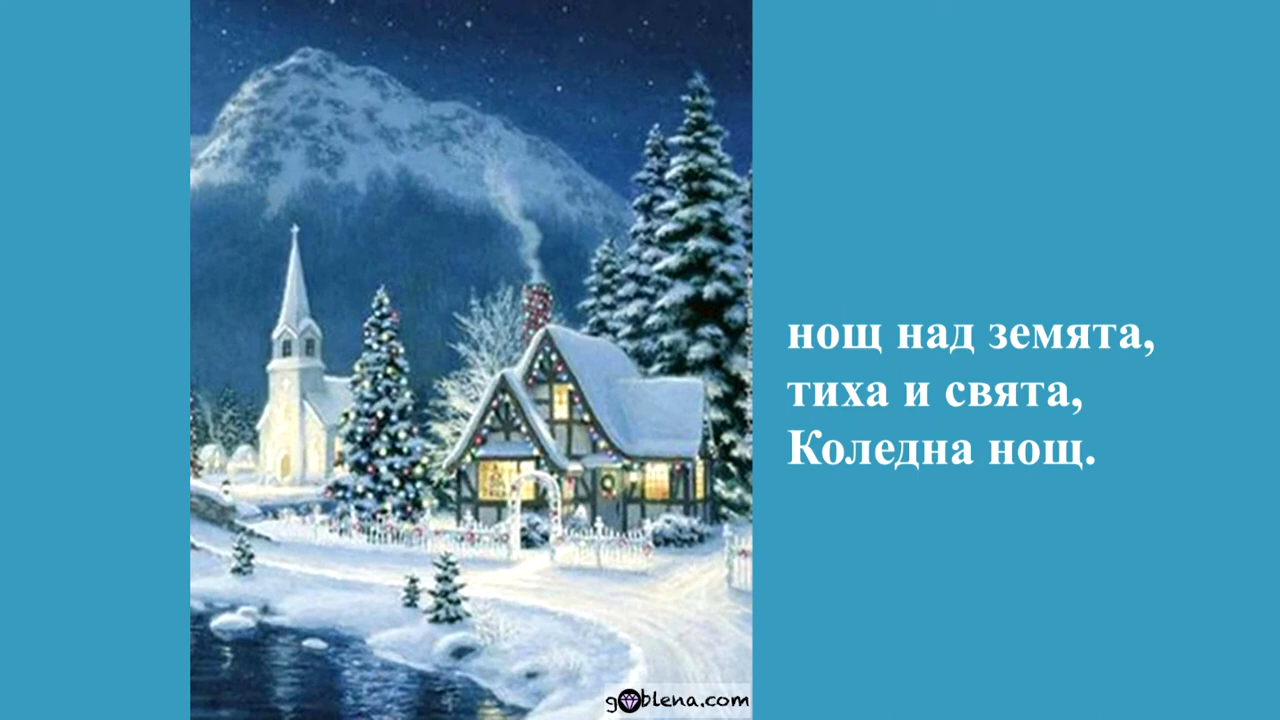 нощ над земята,
тиха и свята,
Коледна нощ.
goblena.com